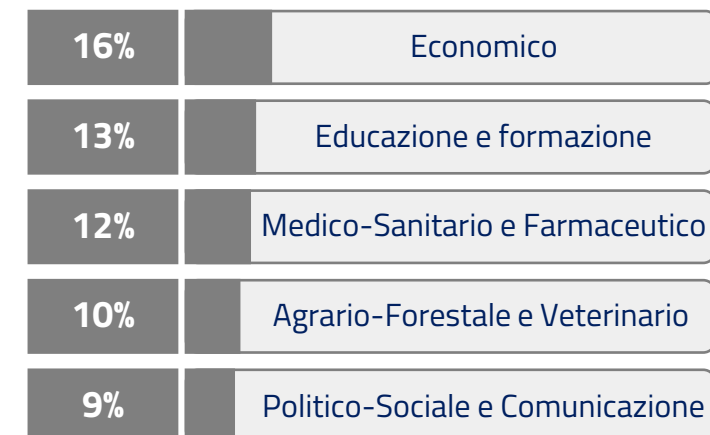 16% Economico
13% Educazione e formazione
12% Medico-Sanitario e Farmaceutico
10% Agrario-Forestale e Veterinario
9% Politico-Sociale e Comunicazione